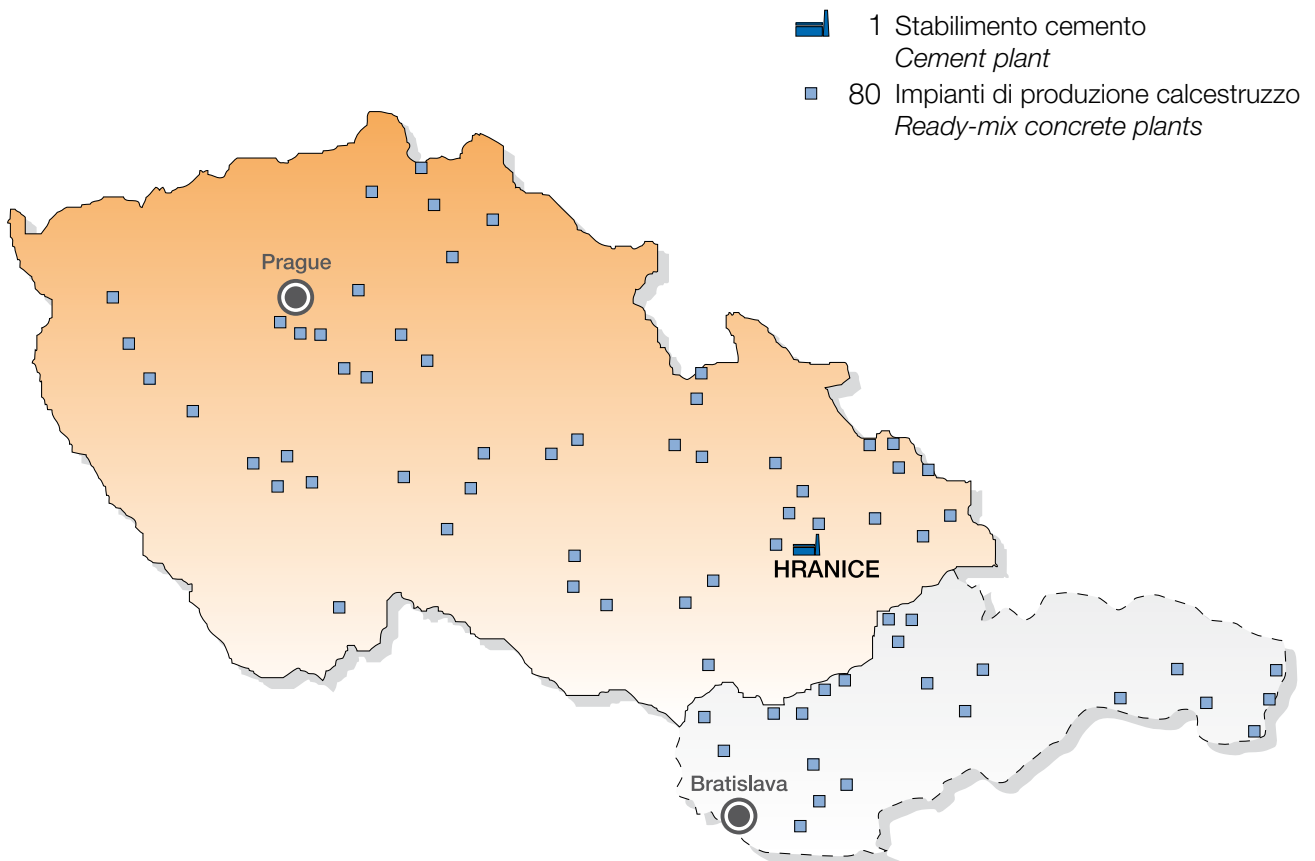 1 Stabilimento cemento
Cement plant
80 Impianti di produzione calcestruzzo
Ready-mix concrete plants
Prague
HRANICE
Bratislava